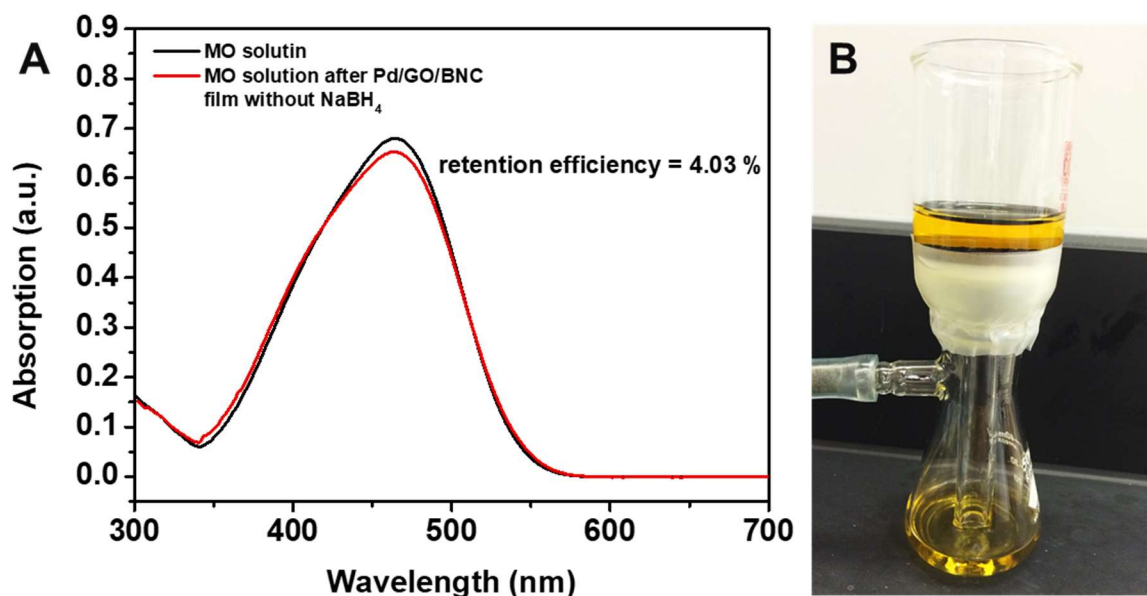 A
0.9
0.8
0.7
0.6
0.5
0.4
0.3
0.2
0.1
0.0
Absorption (a.u.)
MO solutin
MO solution after Pd/GO/BNC
film without NaBH₄
retention efficiency = 4.03 %
300 400 500 600 700
Wavelength (nm)
B